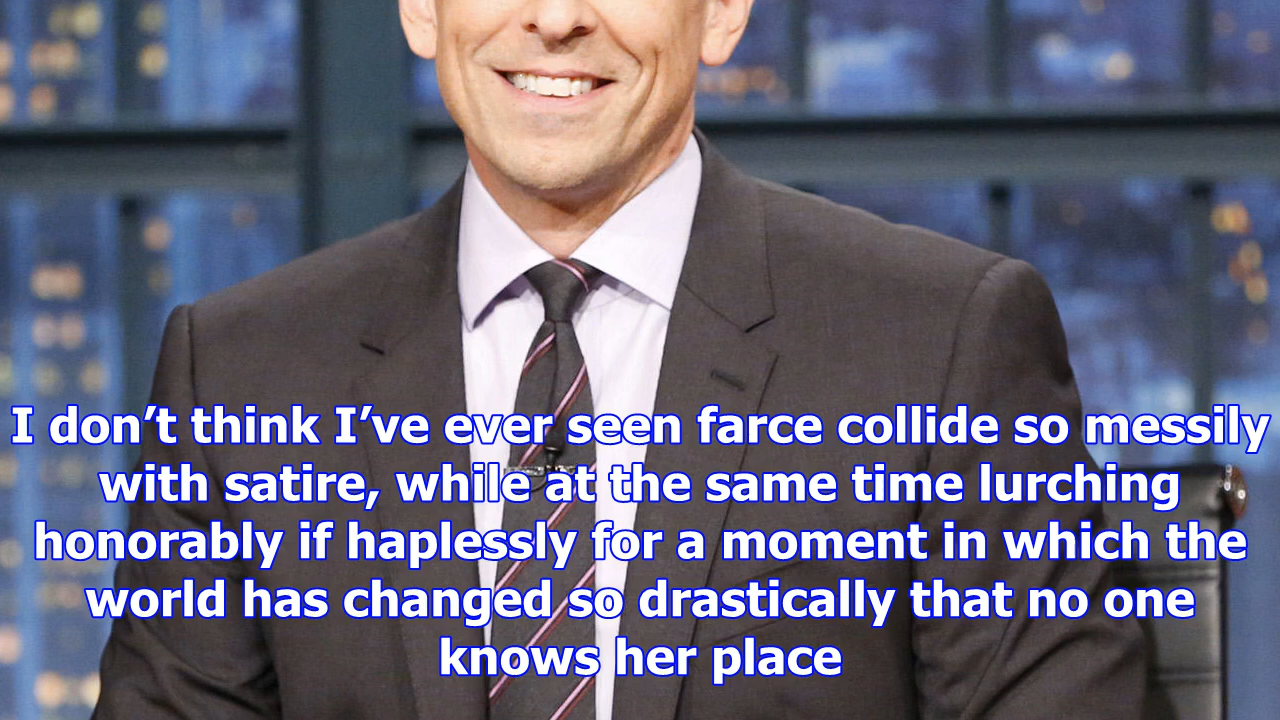 I don’t think I’ve ever seen farce collide so messily
with satire, while at the same time lurching
honorably if haplessly for a moment in which the
world has changed so drastically that no one
knows her place